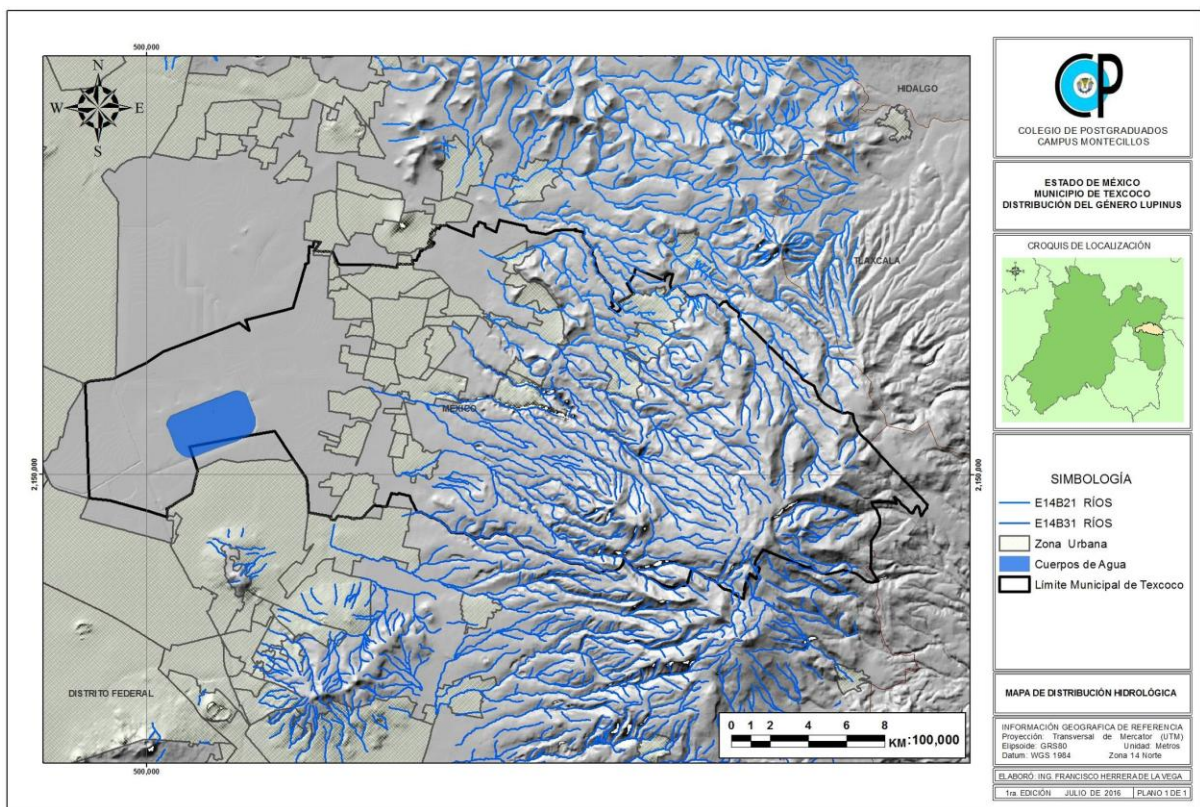 500,000
N
W E
S
HIDALGO
TLAXCALA
MÉXICO
2,150,000
2,150,000
DISTRITO FEDERAL
0 1 2 4 6 8
KM:100,000
500,000
CP
COLEGIO DE POSTGRADUADOS
CAMPUS MONTECILLOS
ESTADO DE MÉXICO
MUNICIPIO DE TEXCOCO
DISTRIBUCIÓN DEL GÉNERO LUPINUS
CROQUIS DE LOCALIZACIÓN
SIMBOLOGÍA
E14B21 RÍOS
E14B31 RÍOS
Zona Urbana
Cuerpos de Agua
Límite Municipal de Texcoco
MAPA DE DISTRIBUCIÓN HIDROLÓGICA
INFORMACIÓN GEOGRAFICA DE REFERENCIA
Proyección: Transversal de Mercator (UTM)
Elipsoide: GRS80 Unidad: Metros
Datum: WGS 1984 Zona 14 Norte
ELABORÓ: ING. FRANCISCO HERRERA DE LA VEGA
1ra. EDICIÓN JULIO DE 2016 PLANO 1 DE 1